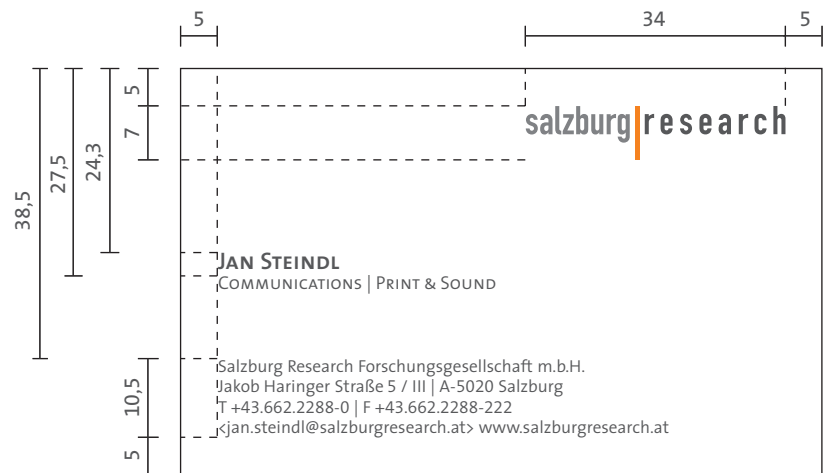 5 34 5
5
7
24,3
27,5
38,5
salzburg|research
JAN STEINDL
COMMUNICATIONS | PRINT & SOUND
10,5
5
Salzburg Research Forschungsgesellschaft m.b.H.
Jakob Haringer Straße 5 / III | A-5020 Salzburg
T +43.662.2288-0 | F +43.662.2288-222
<jan.steindl@salzburgresearch.at> www.salzburgresearch.at